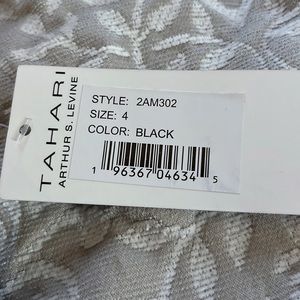 TAHARI
ARTHUR S. LEVINE
STYLE: 2AM302
SIZE: 4
COLOR: BLACK
1 96367 04634 5